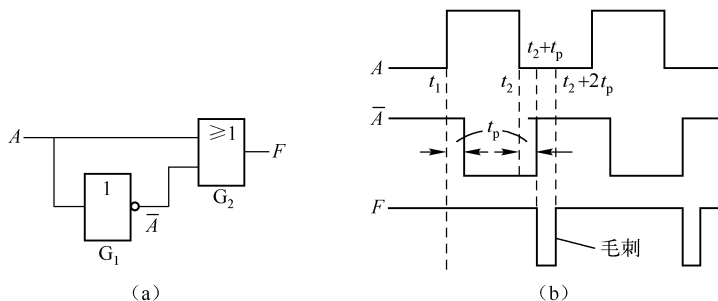 A
1
G₁
A̅
≥1
G₂
F
(a)
A
t₁
t₂
t₂+tₚ
t₂+2tₚ
A̅
tₚ
F
毛刺
(b)